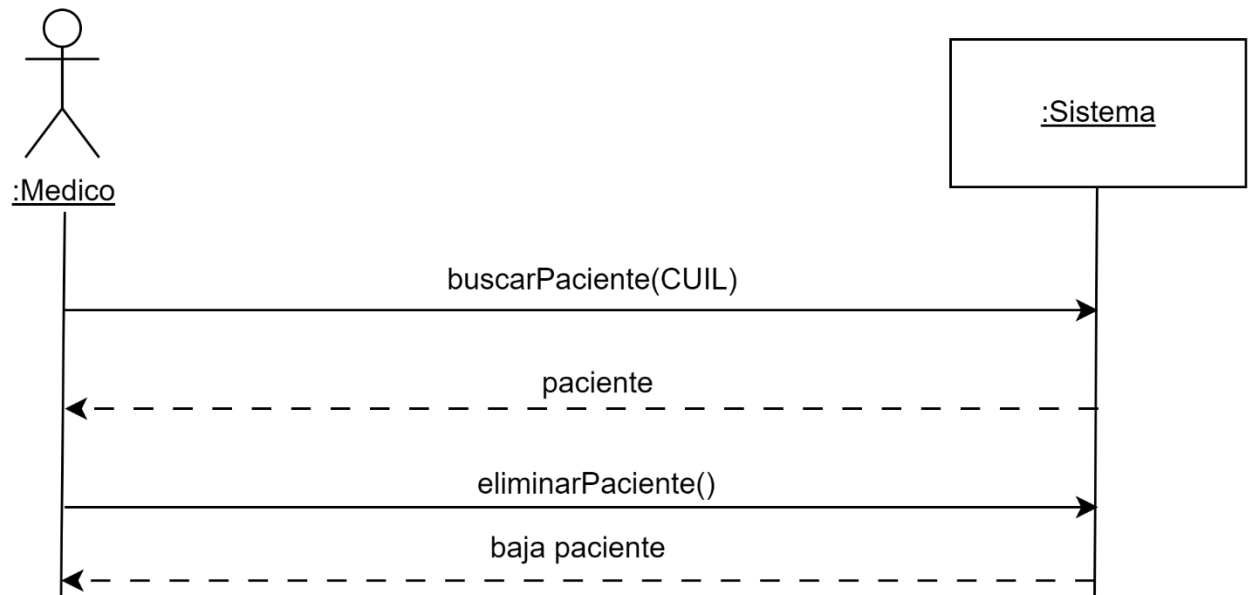 :Medico
:Sistema
buscarPaciente(CUIL)
paciente
eliminarPaciente()
baja paciente